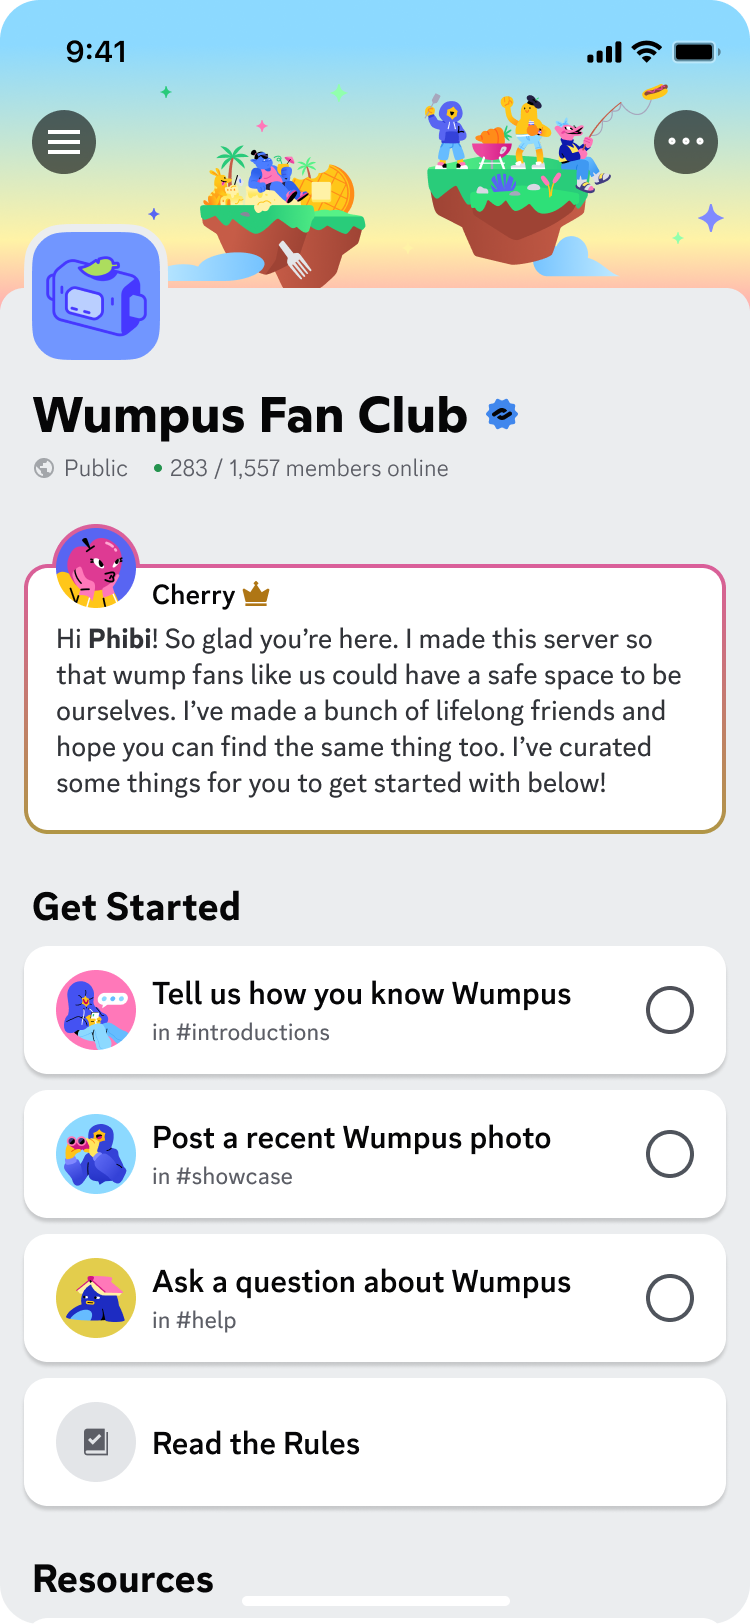 9:41
Wumpus Fan Club
Public • 283 / 1,557 members online
Cherry
Hi Phibi! So glad you’re here. I made this server so
that wump fans like us could have a safe space to be
ourselves. I’ve made a bunch of lifelong friends and
hope you can find the same thing too. I’ve curated
some things for you to get started with below!
Get Started
Tell us how you know Wumpus
in #introductions
Post a recent Wumpus photo
in #showcase
Ask a question about Wumpus
in #help
Read the Rules
Resources